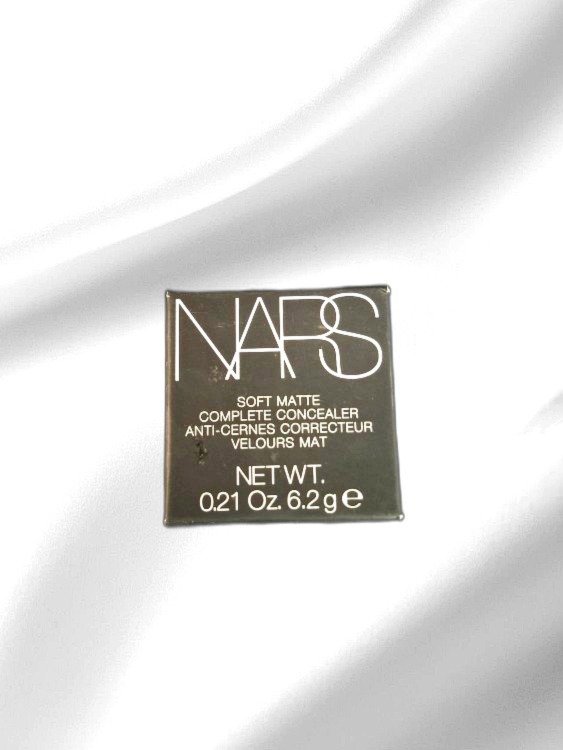 NARS
SOFT MATTE
COMPLETE CONCEALER
ANTI-CERNES CORRECTEUR
VELOURS MAT
NET WT.
0.21 Oz. 6.2 g e